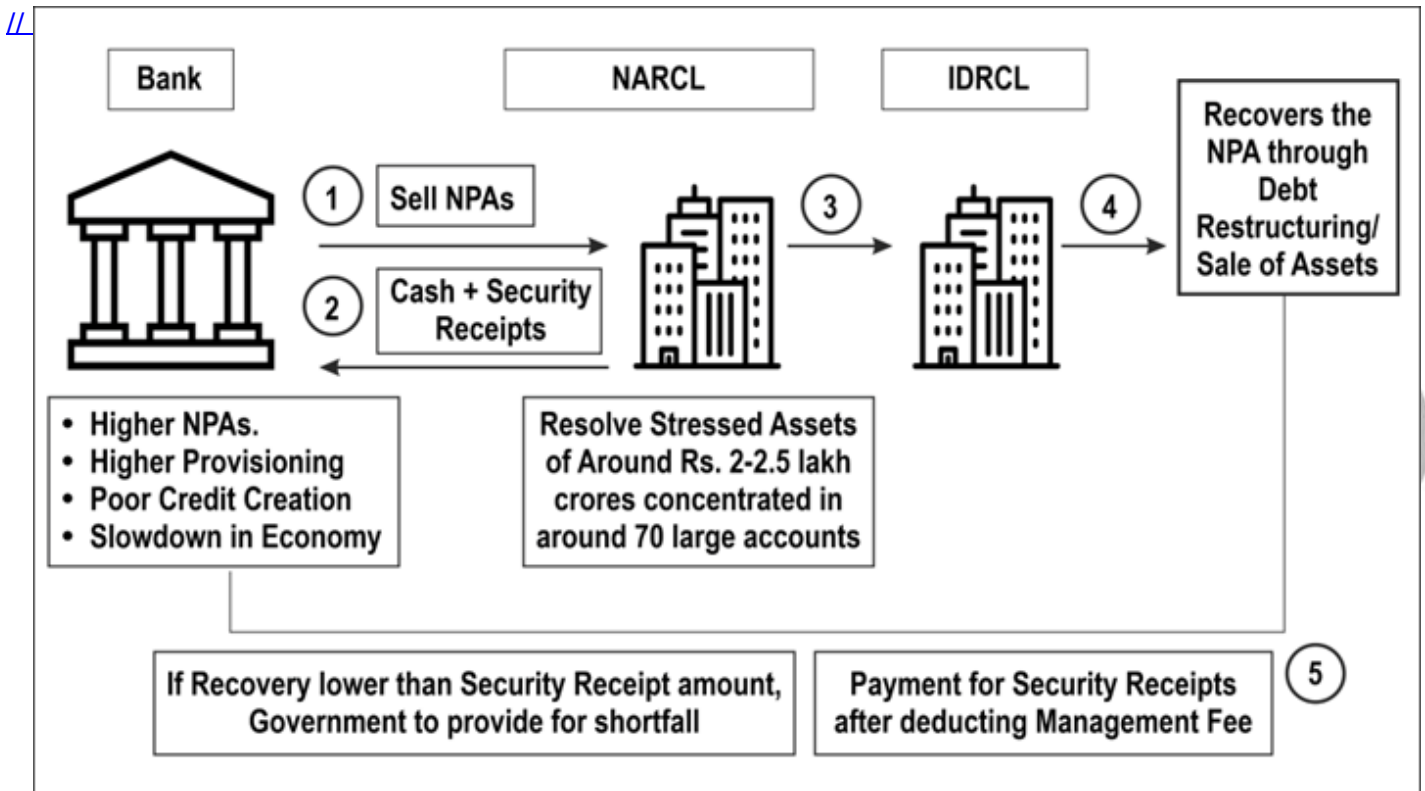 //
Bank
NARCL
IDRCL
Recovers the
NPA through
Debt
Restructuring/
Sale of Assets
1
Sell NPAs
2
Cash + Security
Receipts
3
4
• Higher NPAs.
• Higher Provisioning
• Poor Credit Creation
• Slowdown in Economy
Resolve Stressed Assets
of Around Rs. 2-2.5 lakh
crores concentrated in
around 70 large accounts
If Recovery lower than Security Receipt amount,
Government to provide for shortfall
Payment for Security Receipts
after deducting Management Fee
5